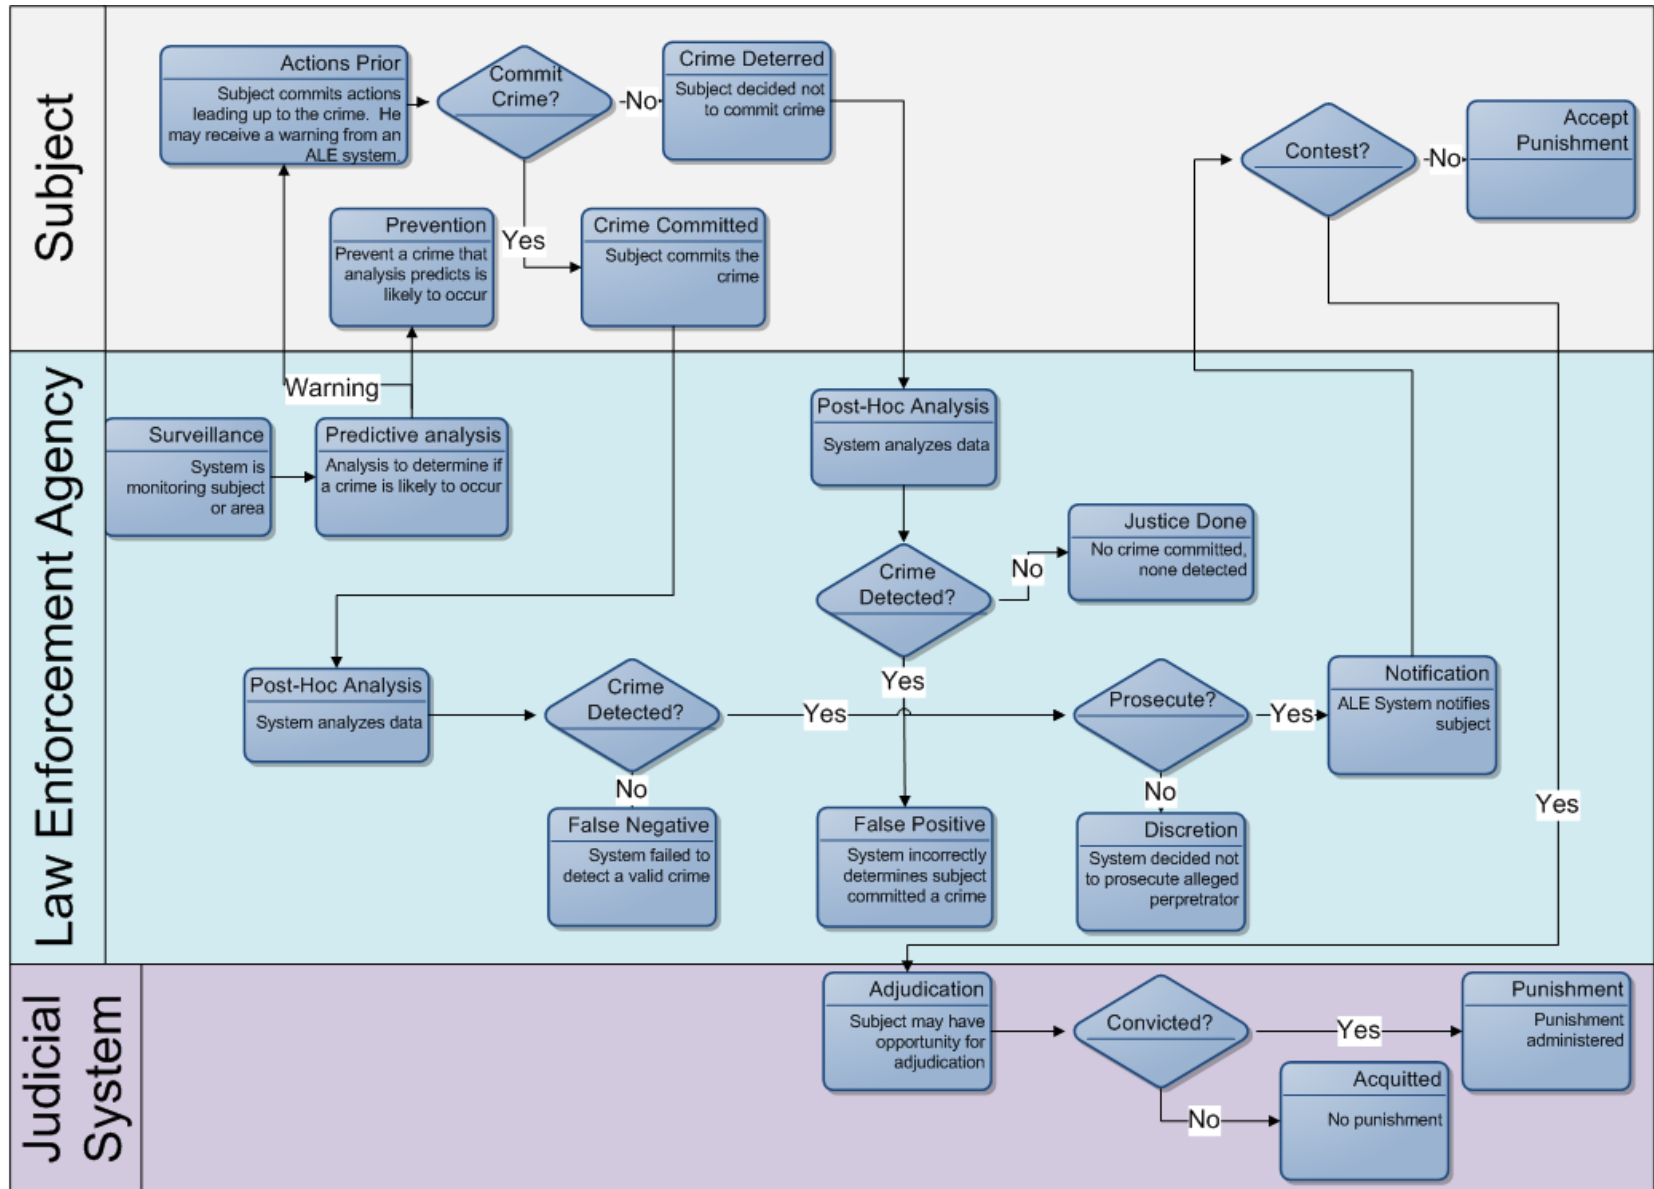 Subject
Actions Prior
Subject commits actions
leading up to the crime.  He
may receive a warning from an
ALE system.
Commit
Crime?
-No-
Crime Deterred
Subject decided not
to commit crime
Yes
Crime Committed
Subject commits the
crime
Prevention
Prevent a crime that
analysis predicts is
likely to occur
Contest?
-No-
Accept
Punishment
Law Enforcement Agency
Warning
Surveillance
System is
monitoring subject
or area
Predictive analysis
Analysis to determine if
a crime is likely to occur
Post-Hoc Analysis
System analyzes data
Crime
Detected?
No
Justice Done
No crime committed,
none detected
Yes
Post-Hoc Analysis
System analyzes data
Crime
Detected?
Yes
No
False Negative
System failed to
detect a valid crime
False Positive
System incorrectly
determines subject
committed a crime
Prosecute?
Yes
No
Discretion
System decided not
to prosecute alleged
perpretrator
Notification
ALE System notifies
subject
Yes
Judicial
System
Adjudication
Subject may have
opportunity for
adjudication
Convicted?
Yes
Punishment
Punishment
administered
No
Acquitted
No punishment